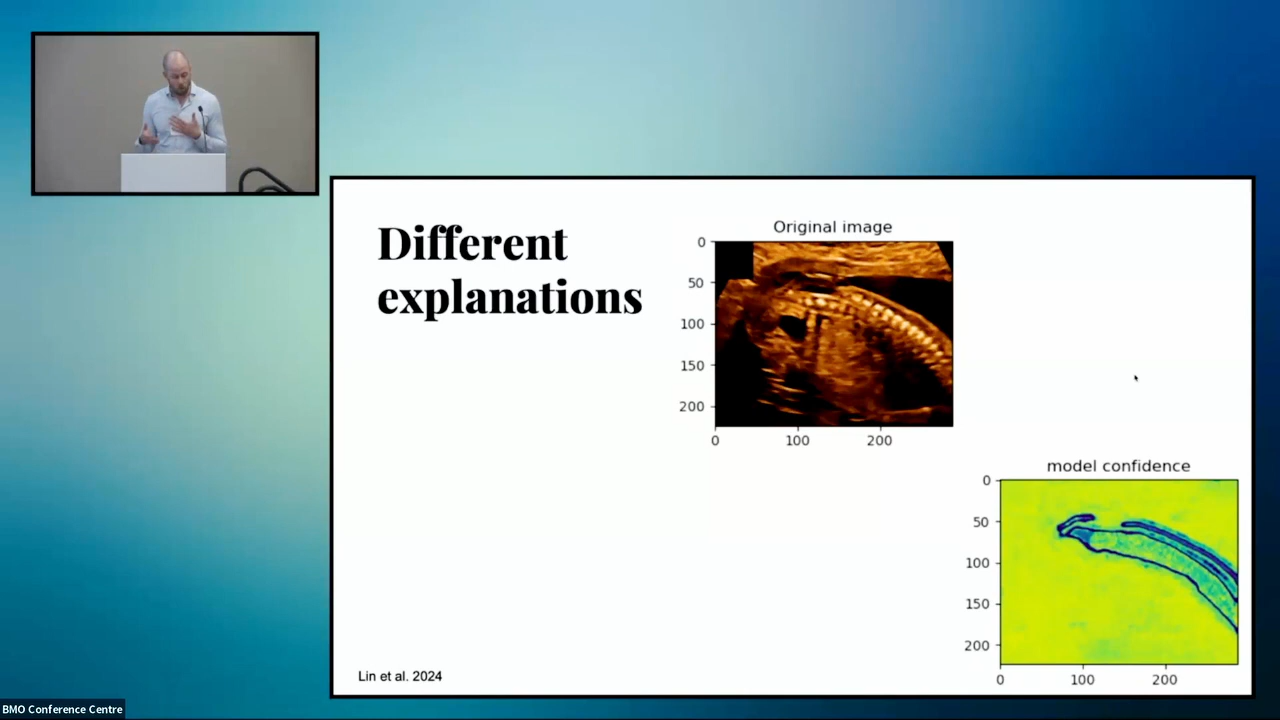 Different
explanations
Original image
0
50
100
150
200
0 100 200
model confidence
0
50
100
150
200
0 100 200
Lin et al. 2024
BMO Conference Centre